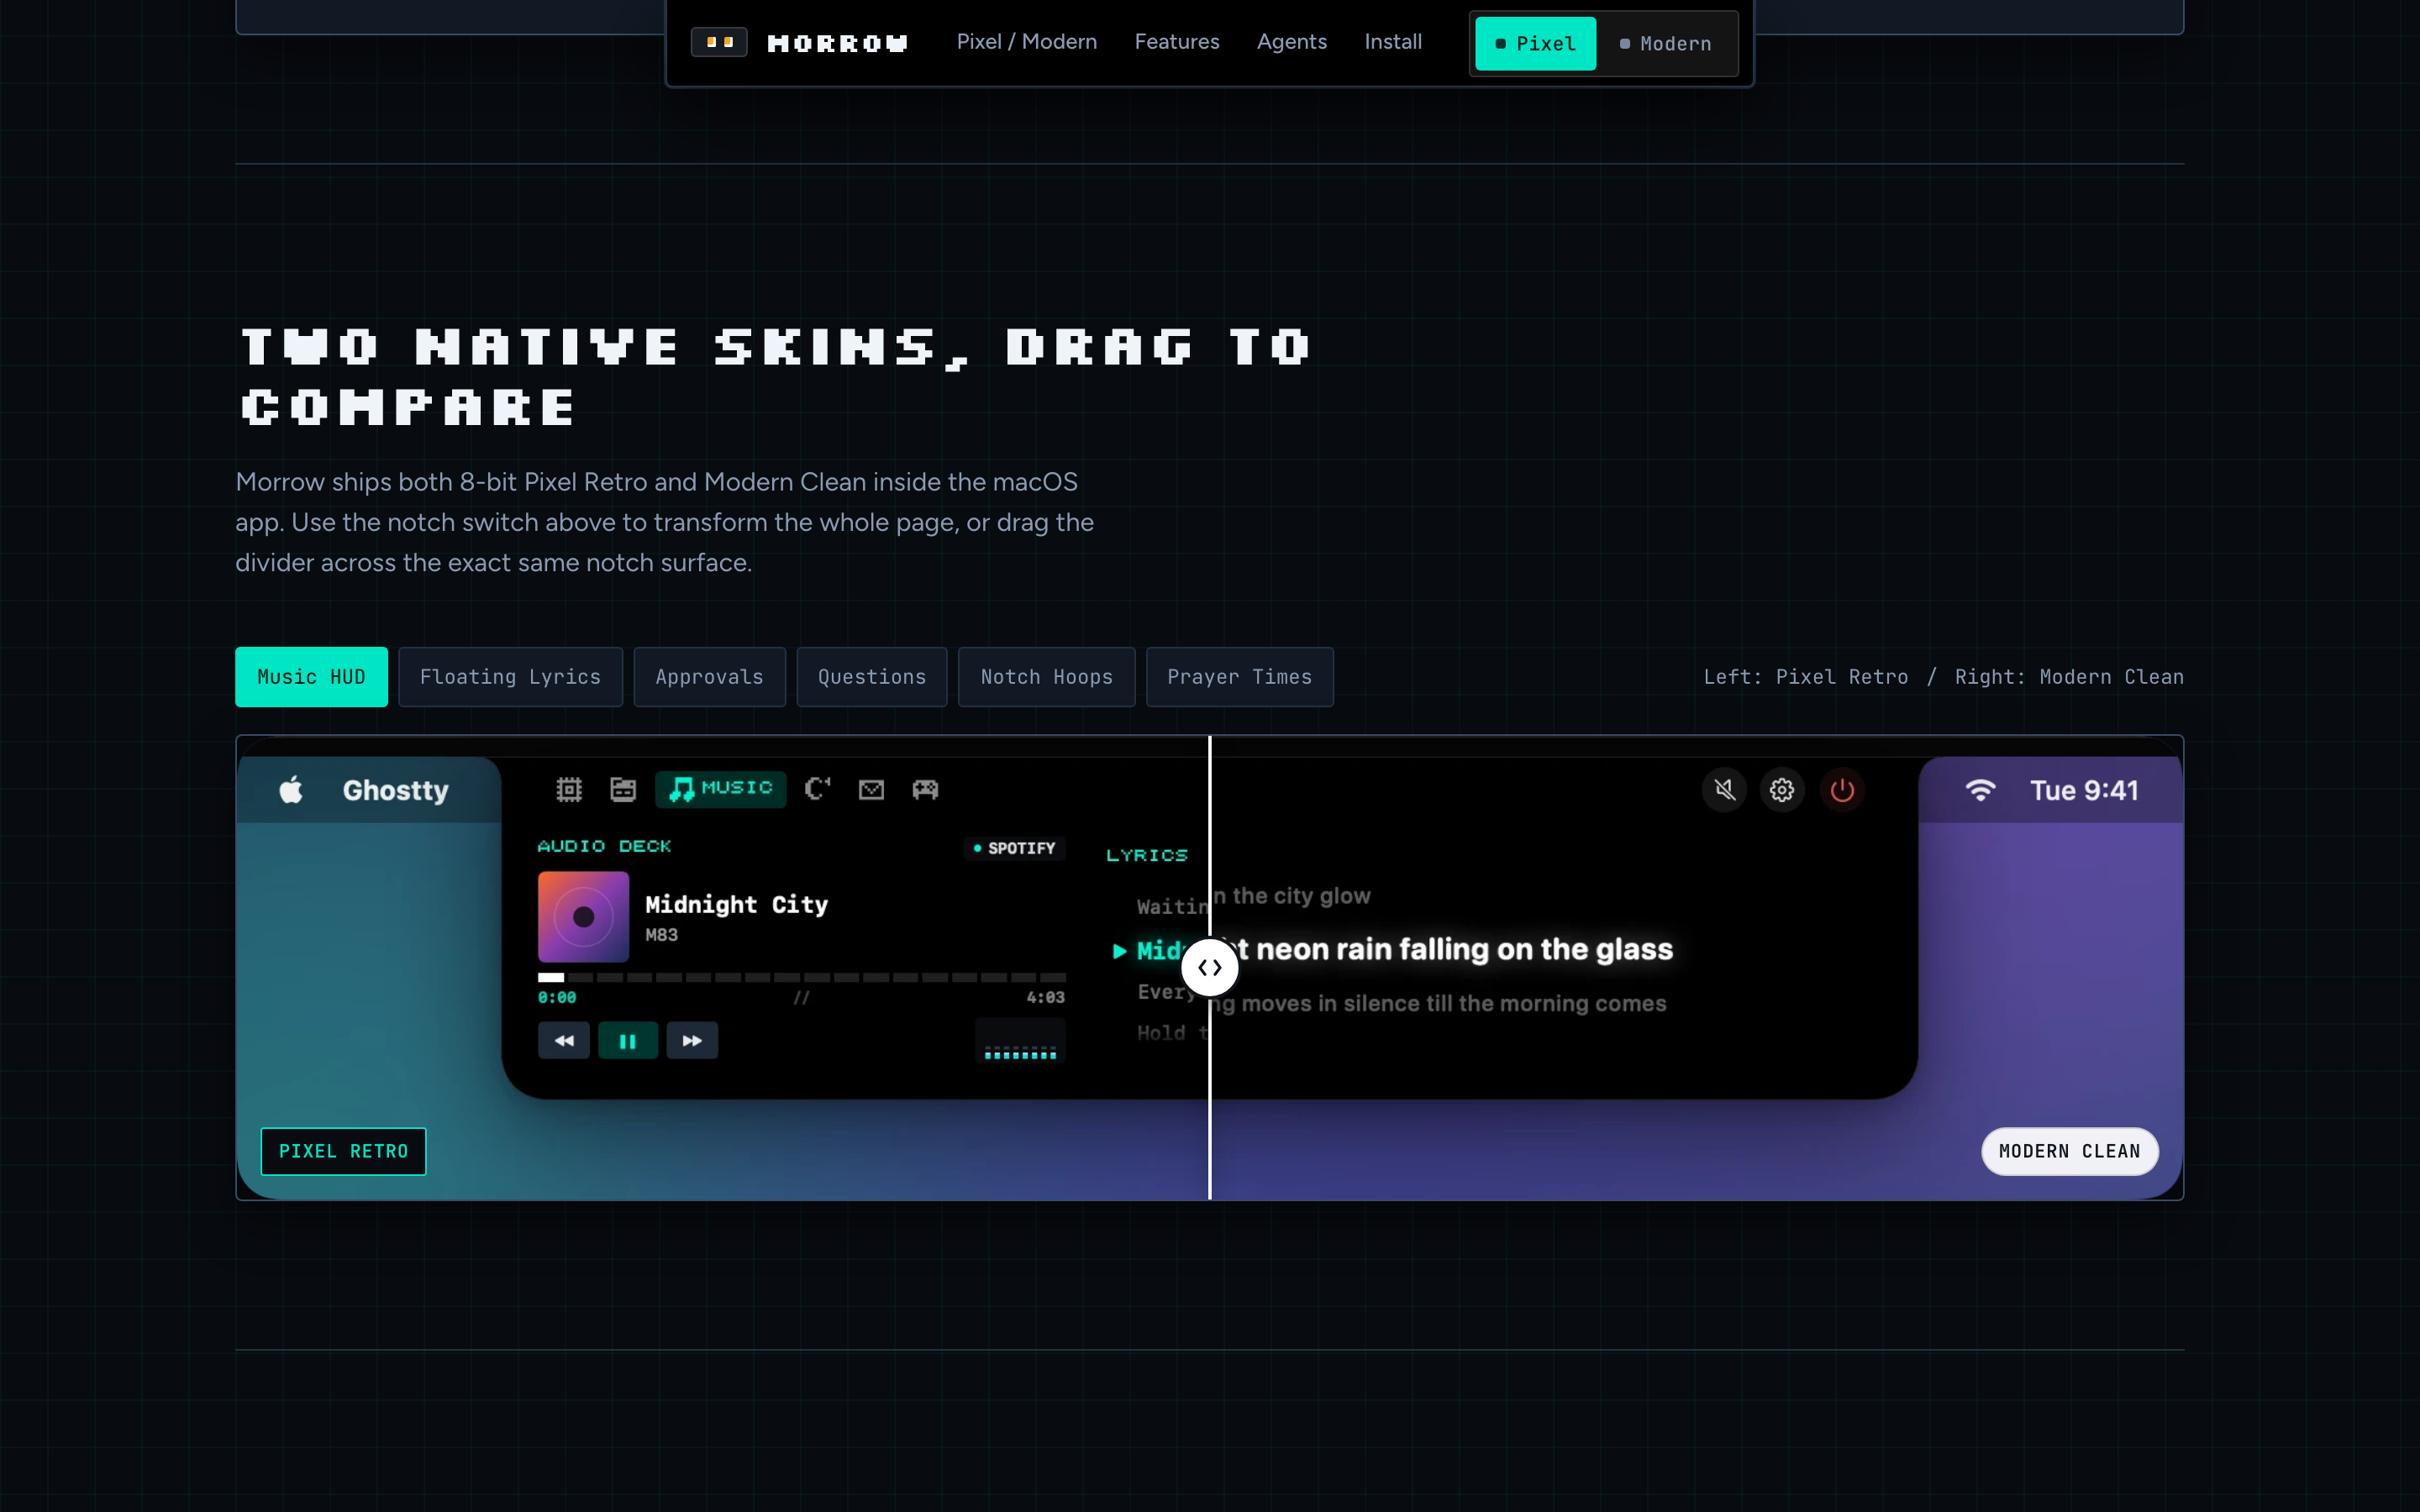 MORROW
Pixel / Modern
Features
Agents
Install
Pixel
Modern
TWO NATIVE SKINS, DRAG TO
COMPARE
Morrow ships both 8-bit Pixel Retro and Modern Clean inside the macOS
app. Use the notch switch above to transform the whole page, or drag the
divider across the exact same notch surface.
Music HUD
Floating Lyrics
Approvals
Questions
Notch Hoops
Prayer Times
Left: Pixel Retro / Right: Modern Clean
Ghostty
MUSIC
Tue 9:41
AUDIO DECK
SPOTIFY
Midnight City
M83
0:00
//
4:03
LYRICS
Waitin
n the city glow
Mid
t neon rain falling on the glass
Every
ng moves in silence till the morning comes
Hold t
PIXEL RETRO
MODERN CLEAN